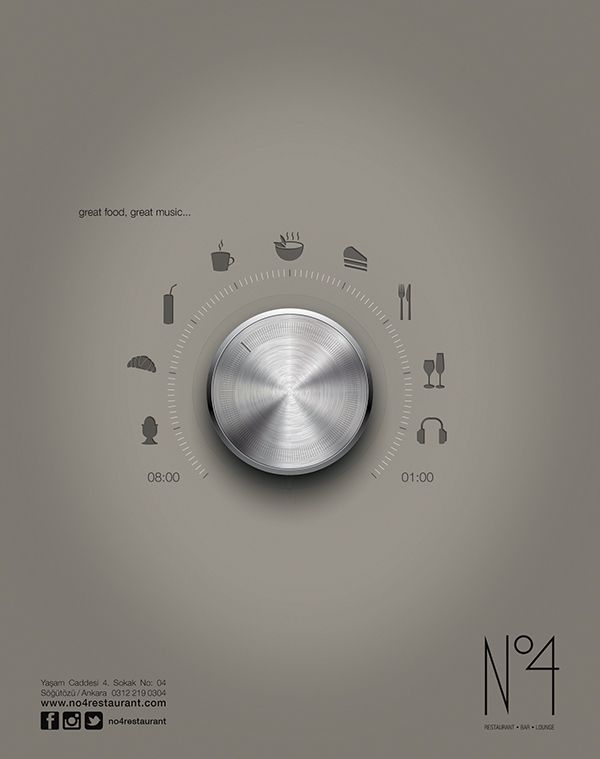 great food, great music...
08:00
01:00
Yaşam Caddesi 4. Sokak No: 04
Söğütözü / Ankara 0312 219 0304
www.no4restaurant.com
no4restaurant
Nº4
RESTAURANT • BAR • LOUNGE